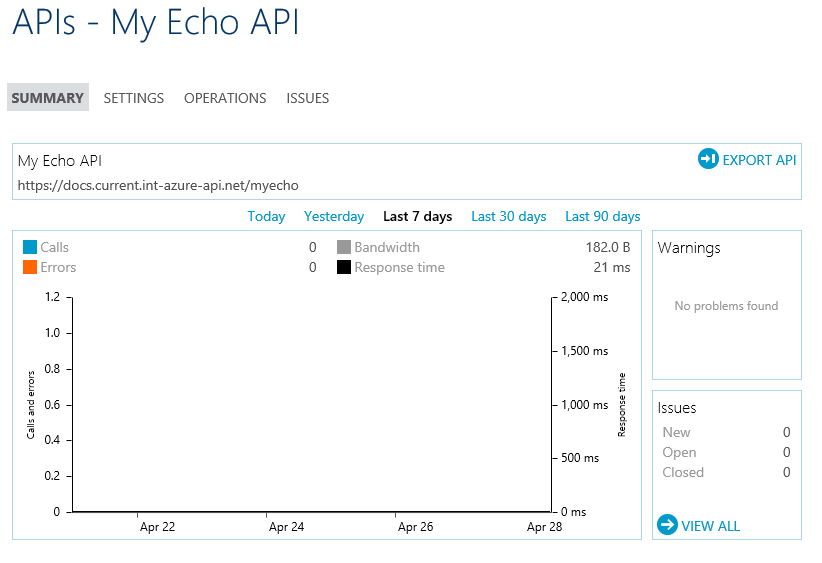 APIs - My Echo API
SUMMARY SETTINGS OPERATIONS ISSUES
My Echo API
EXPORT API
https://docs.current.int-azure-api.net/myecho
Today Yesterday Last 7 days Last 30 days Last 90 days
Calls 0 Bandwidth 182.0 B
Errors 0 Response time 21 ms
1.2
1.0
0.8
0.6
0.4
0.2
0
Calls and errors
2,000 ms
1,500 ms
1,000 ms
500 ms
0 ms
Response time
Apr 22 Apr 24 Apr 26 Apr 28
Warnings
No problems found
Issues
New 0
Open 0
Closed 0
VIEW ALL